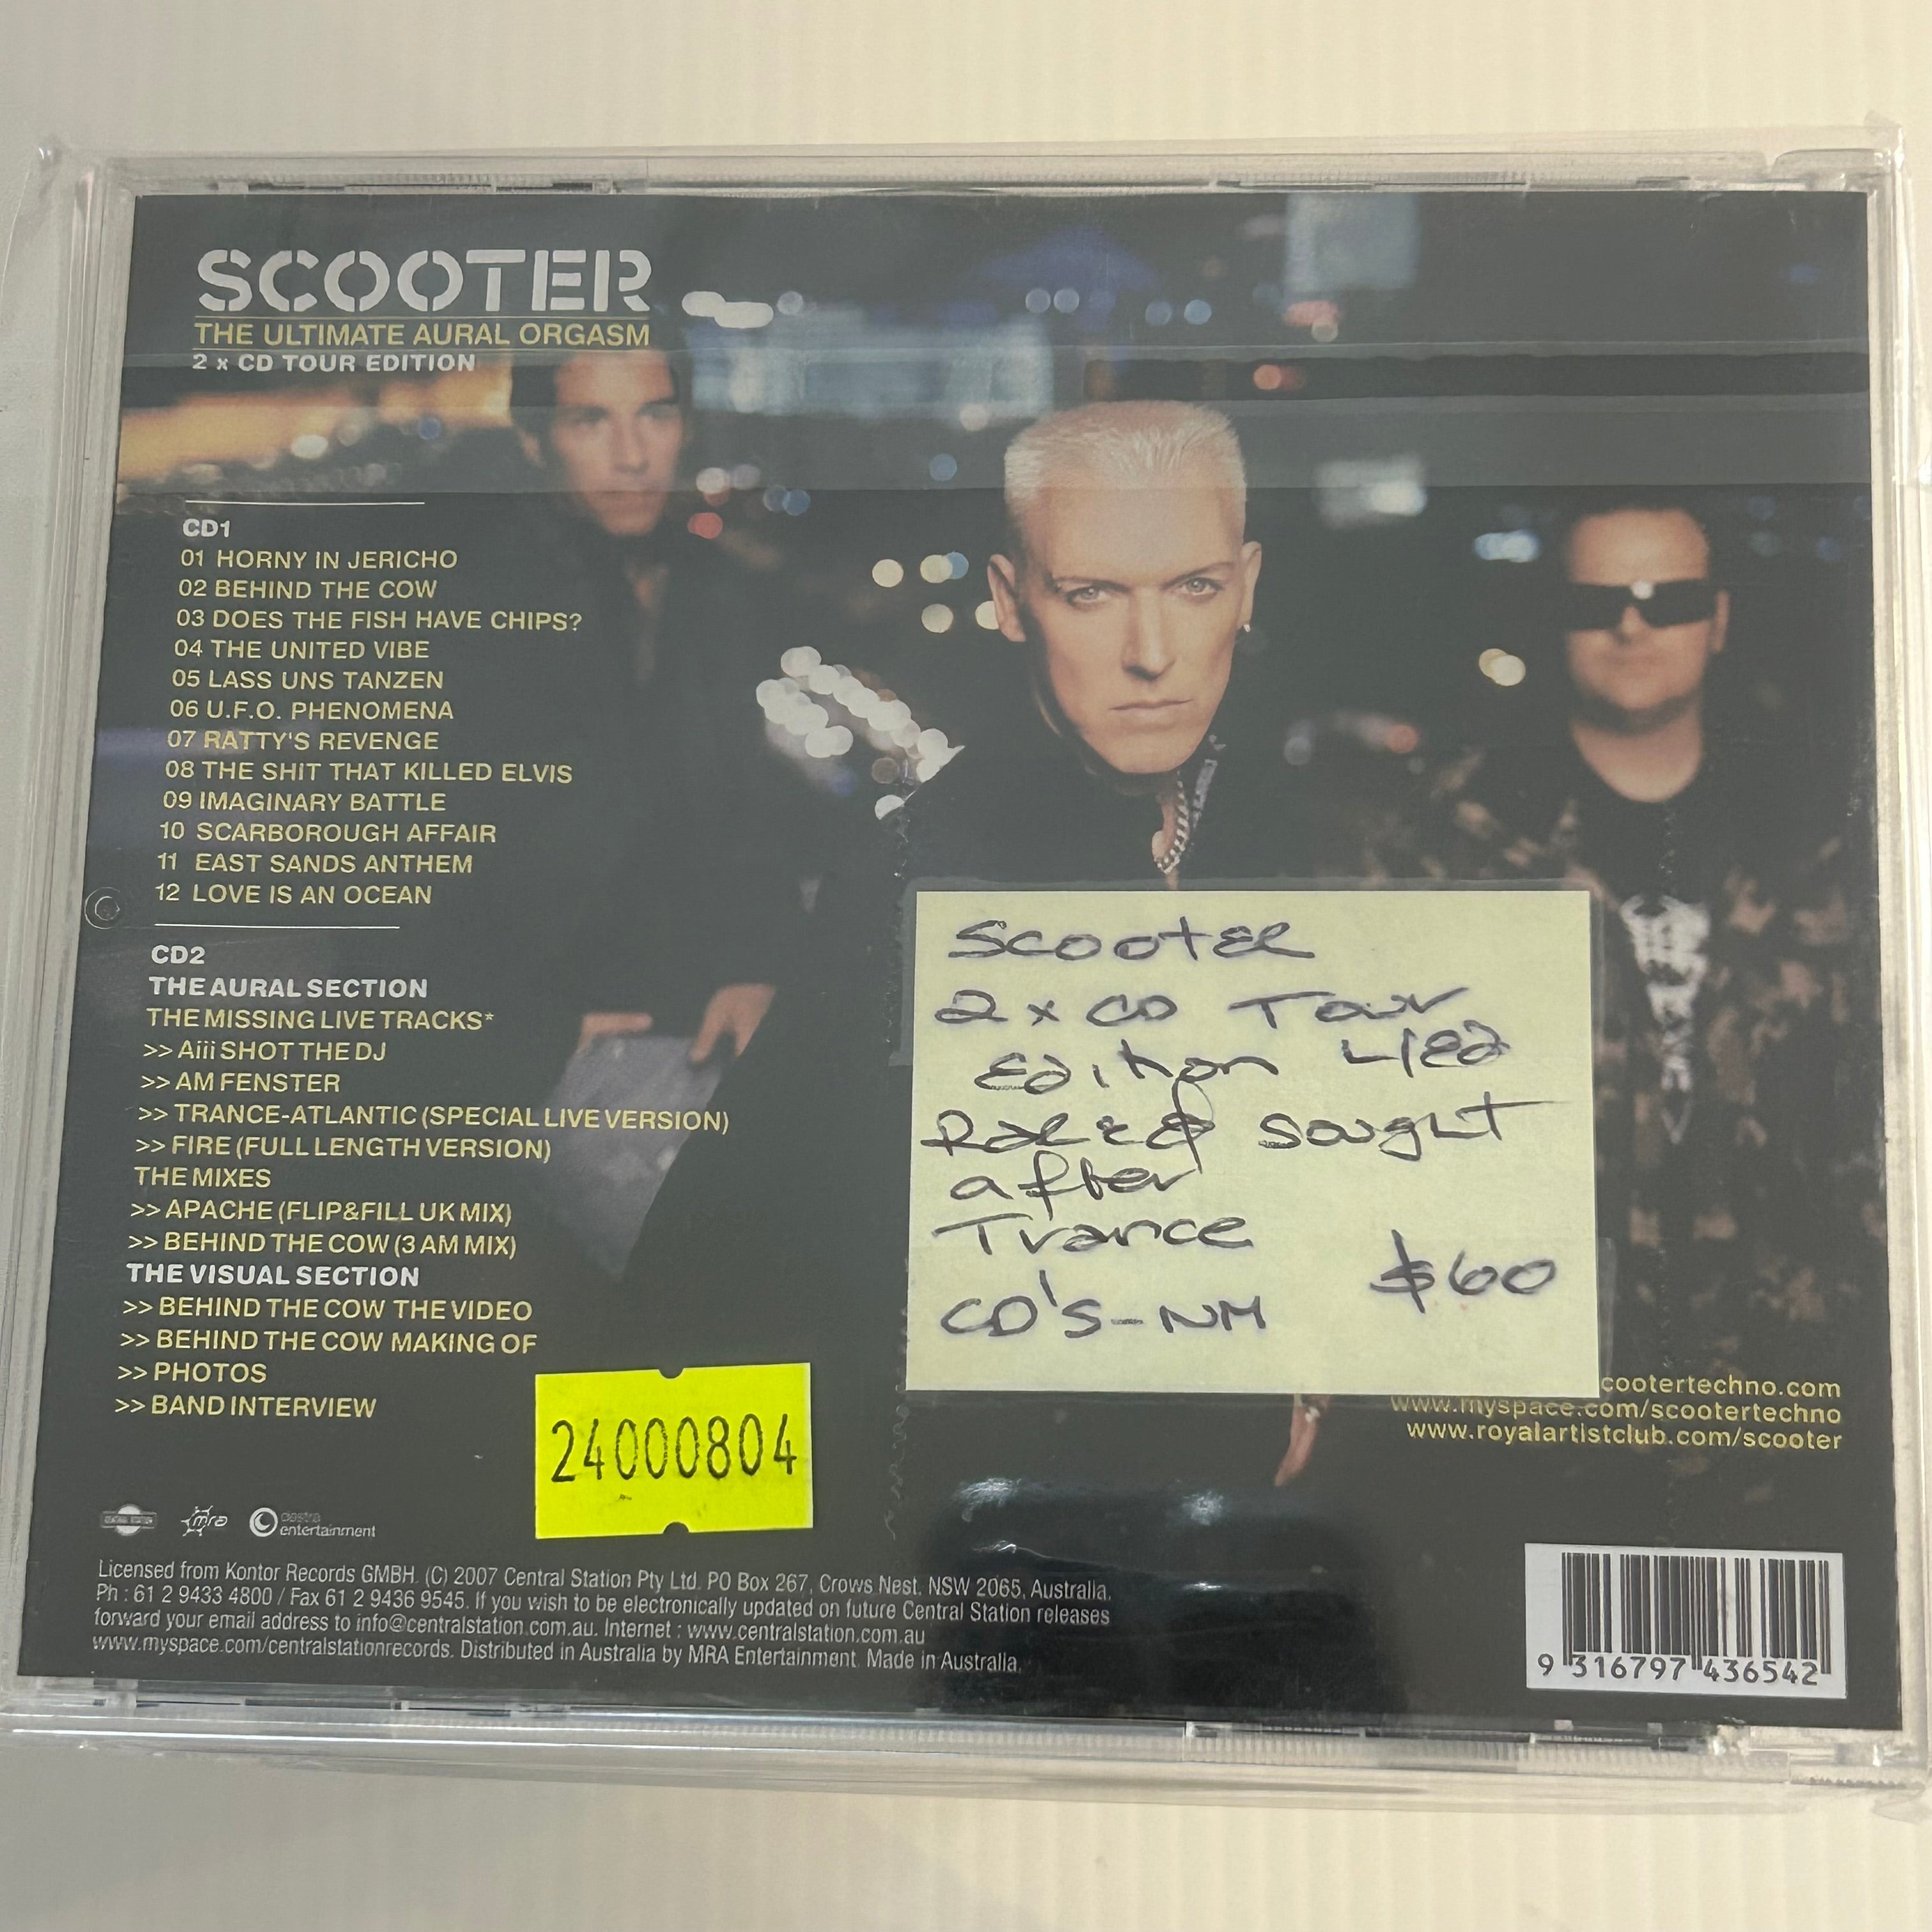 SCOOTER
THE ULTIMATE AURAL ORGASM
2 x CD TOUR EDITION
CD1
01 HORNY IN JERICHO
02 BEHIND THE COW
03 DOES THE FISH HAVE CHIPS?
04 THE UNITED VIBE
05 LASS UNS TANZEN
06 U.F.O. PHENOMENA
07 RATTY'S REVENGE
08 THE SHIT THAT KILLED ELVIS
09 IMAGINARY BATTLE
10 SCARBOROUGH AFFAIR
11 EAST SANDS ANTHEM
12 LOVE IS AN OCEAN
CD2
THE AURAL SECTION
THE MISSING LIVE TRACKS*
>> Aiii SHOT THE DJ
>> AM FENSTER
>> TRANCE-ATLANTIC (SPECIAL LIVE VERSION)
>> FIRE (FULL LENGTH VERSION)
THE MIXES
>> APACHE (FLIP&FILL UK MIX)
>> BEHIND THE COW (3 AM MIX)
THE VISUAL SECTION
>> BEHIND THE COW THE VIDEO
>> BEHIND THE COW MAKING OF
>> PHOTOS
>> BAND INTERVIEW
Scooter
2 x CD Tour
Edition
sought
after
Trance
CD's - NM $60
24000804
cootertechno.com
www.myspace.com/scootertechno
www.royalartistclub.com/scooter
CENTRAL STATION
mra
destra
entertainment
Licensed from Kontor Records GMBH. (C) 2007 Central Station Pty Ltd. PO Box 267, Crows Nest, NSW 2065, Australia.
Ph : 61 2 9433 4800 / Fax 61 2 9436 9545. If you wish to be electronically updated on future Central Station releases
forward your email address to info@centralstation.com.au. Internet : www.centralstation.com.au
www.myspace.com/centralstationrecords. Distributed in Australia by MRA Entertainment. Made in Australia.
9 316797 436542